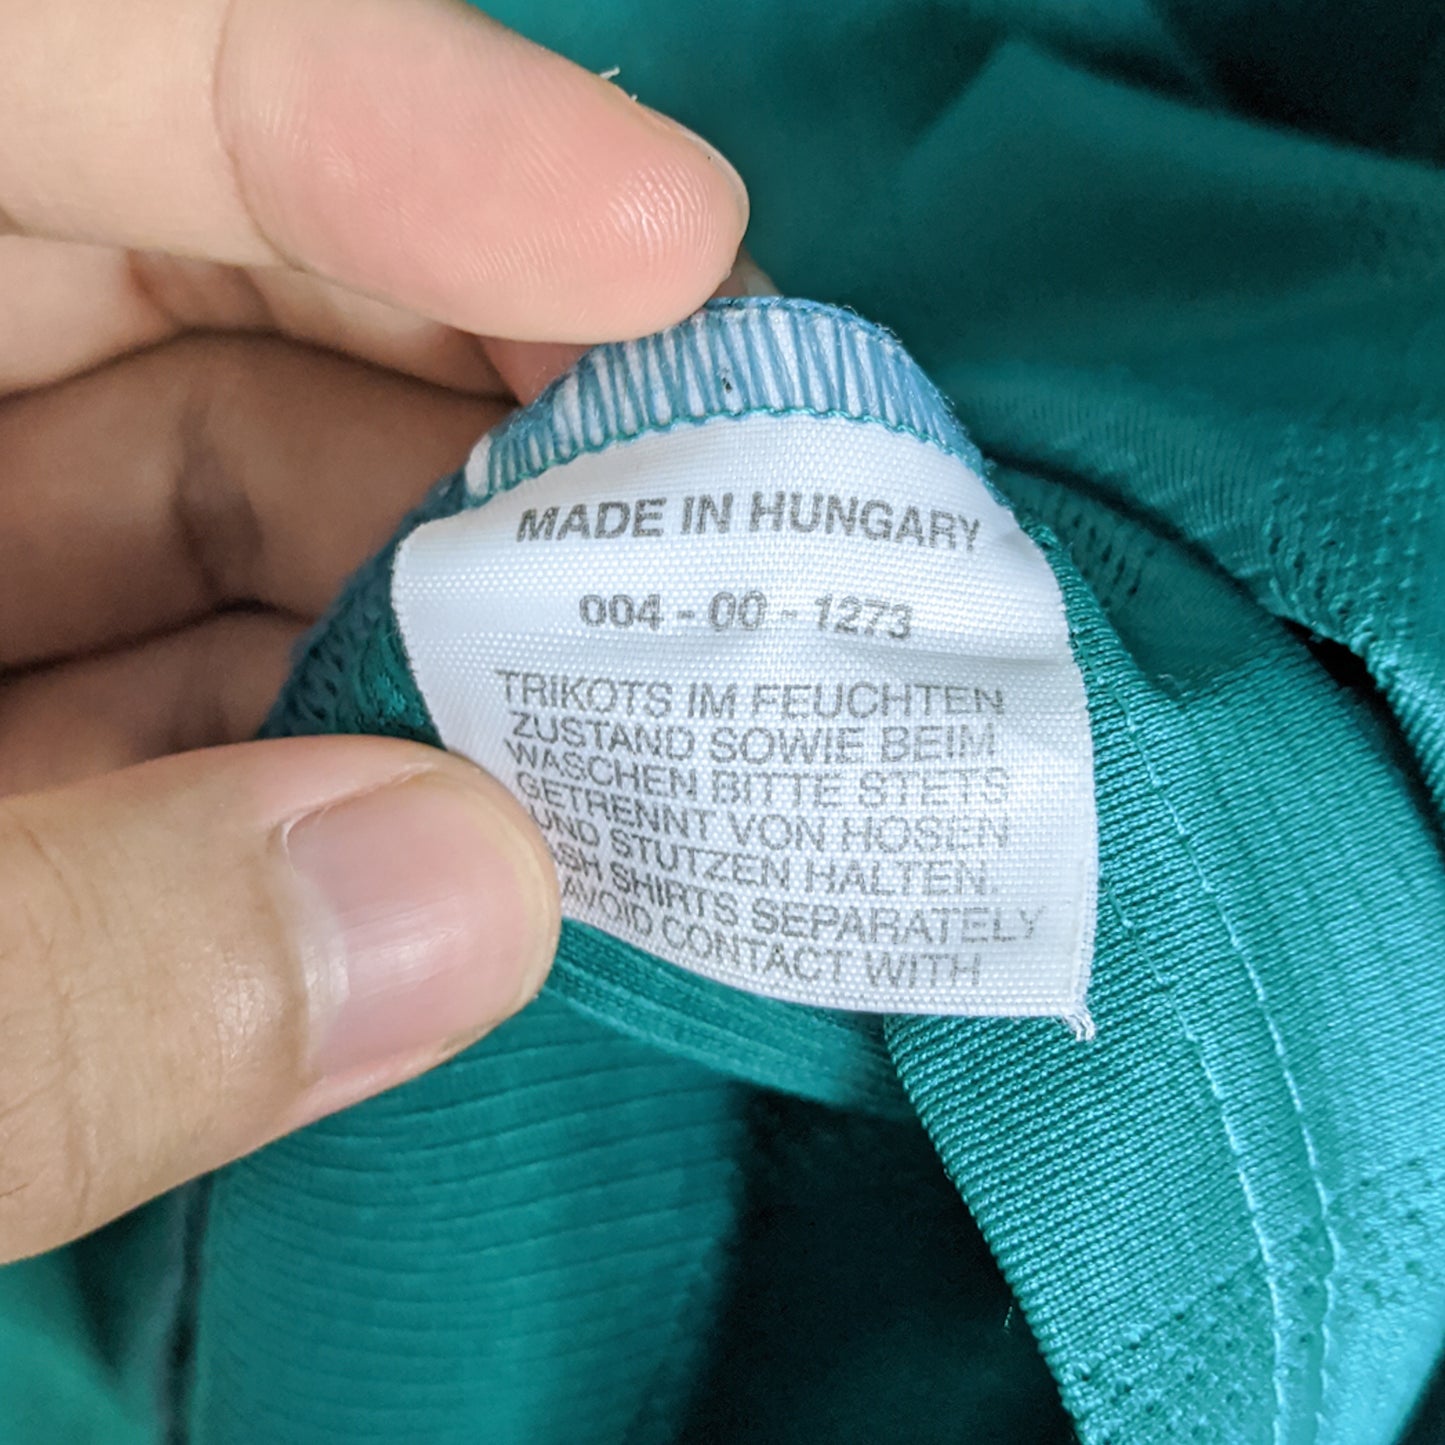 MADE IN HUNGARY
004 - 00 - 1273
TRIKOTS IM FEUCHTEN
ZUSTAND SOWIE BEIM
WASCHEN BITTE STETS
GETRENNT VON HOSEN
UND STUTZEN HALTEN.
SHIRTS SEPARATELY
AVOID CONTACT WITH